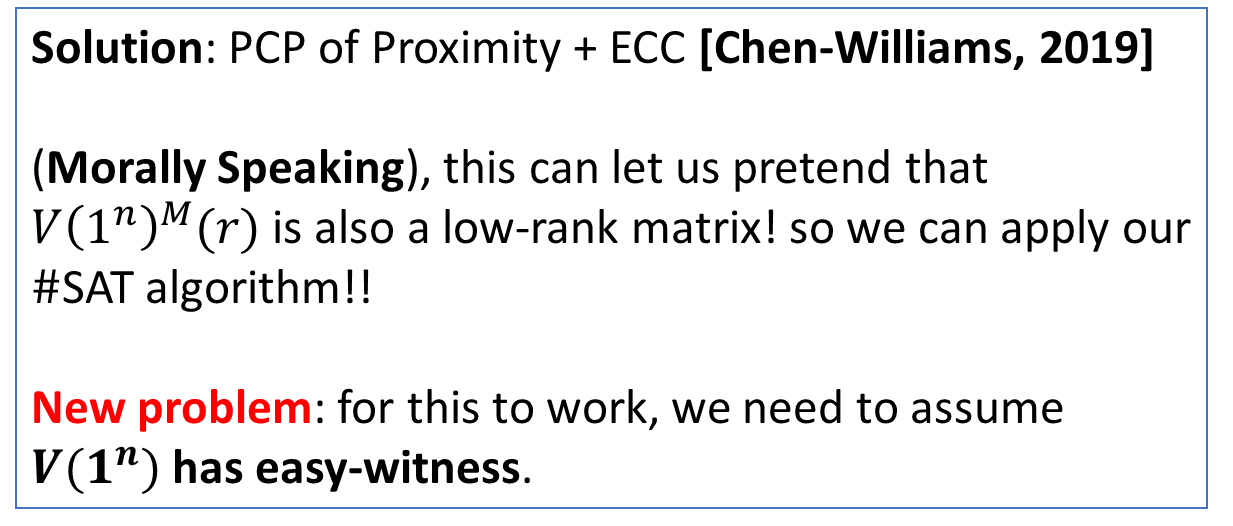 Solution: PCP of Proximity + ECC [Chen-Williams, 2019]
(Morally Speaking), this can let us pretend that
V(1ⁿ)ᴹ(r) is also a low-rank matrix! so we can apply our
#SAT algorithm!!
New problem: for this to work, we need to assume
V(1ⁿ) has easy-witness.